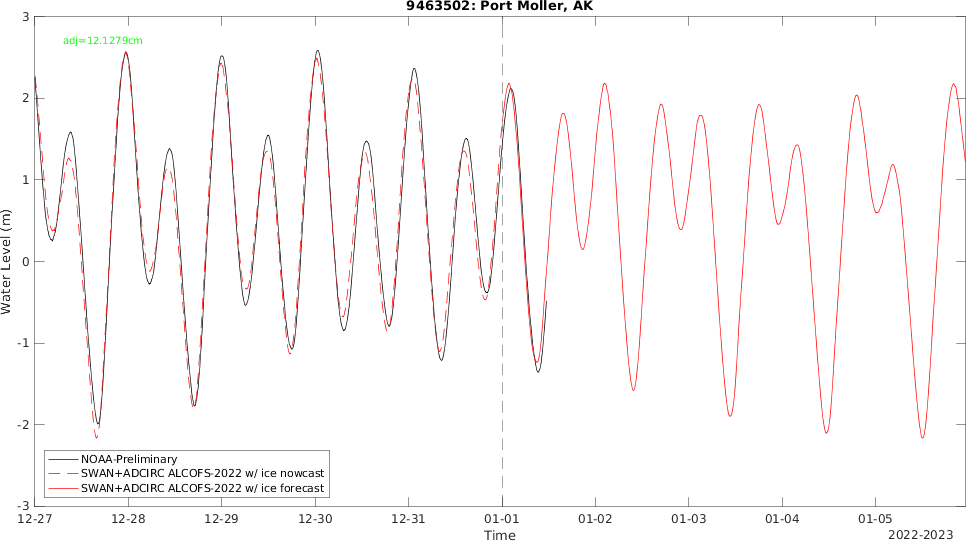 9463502: Port Moller, AK
adj=12.1279cm
3
2
1
0
-1
-2
-3
Water Level (m)
NOAA-Preliminary
SWAN+ADCIRC ALCOFS-2022 w/ ice nowcast
SWAN+ADCIRC ALCOFS-2022 w/ ice forecast
12-27 12-28 12-29 12-30 12-31 01-01 01-02 01-03 01-04 01-05
Time
2022-2023